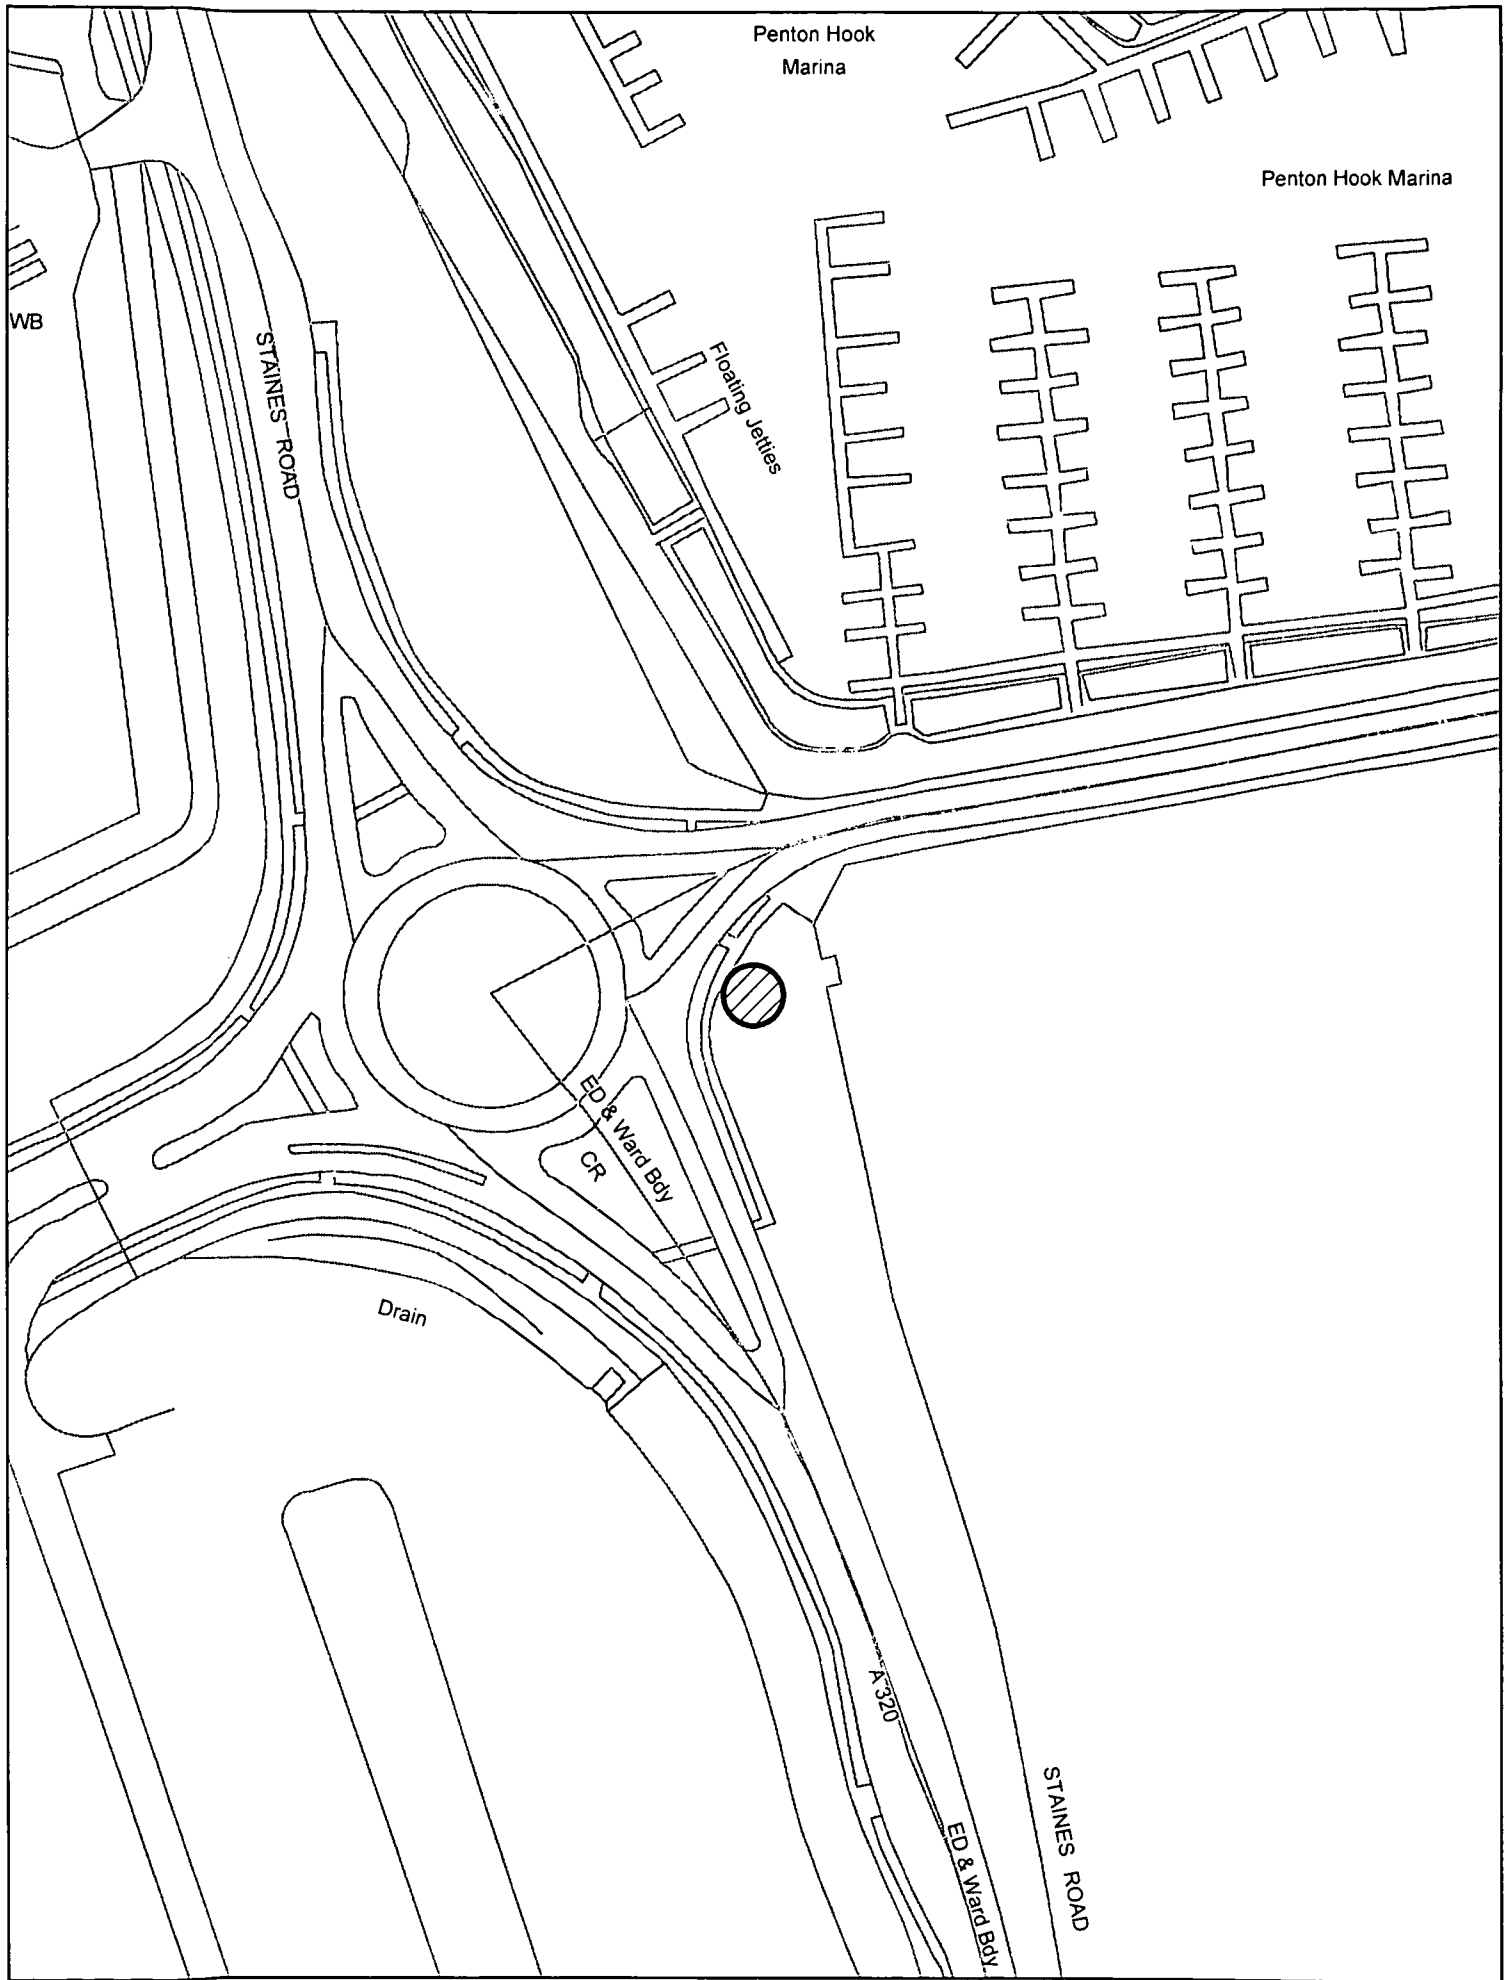 Penton Hook
Marina
Penton Hook Marina
WB
STAINES ROAD
Floating Jetties
ED & Ward Bdy
CR
Drain
A 320
STAINES ROAD
ED & Ward Bdy